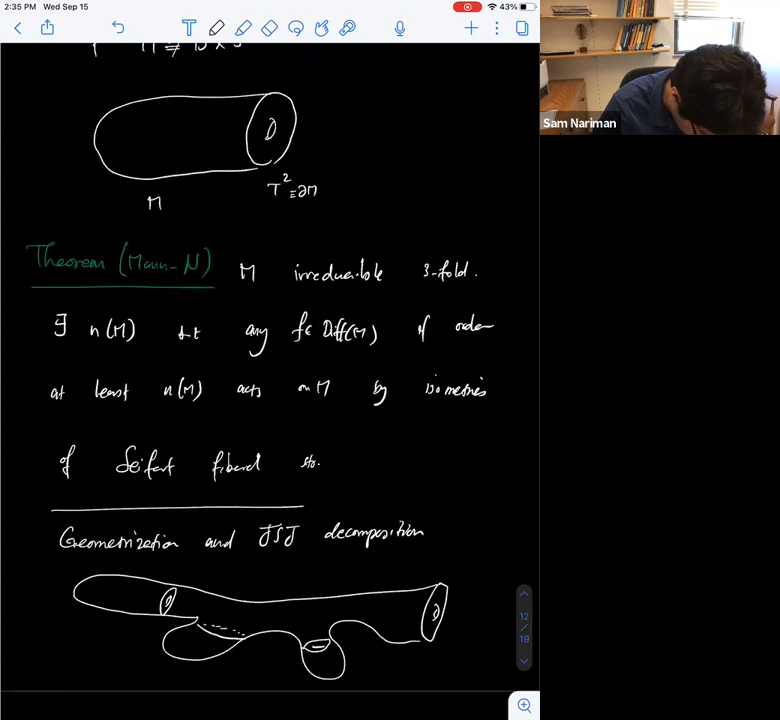 2:35 PM Wed Sep 15
43%
Sam Nariman
M
T² = ∂M
Theorem (Mann-N) M irreducible 3-fold.
∃ n(M) s.t any f ∈ Diff(M) of order
at least n(M) acts on M by isometries
of Seifert fibered str.
Geometrization and JSJ decomposition
12
/
19